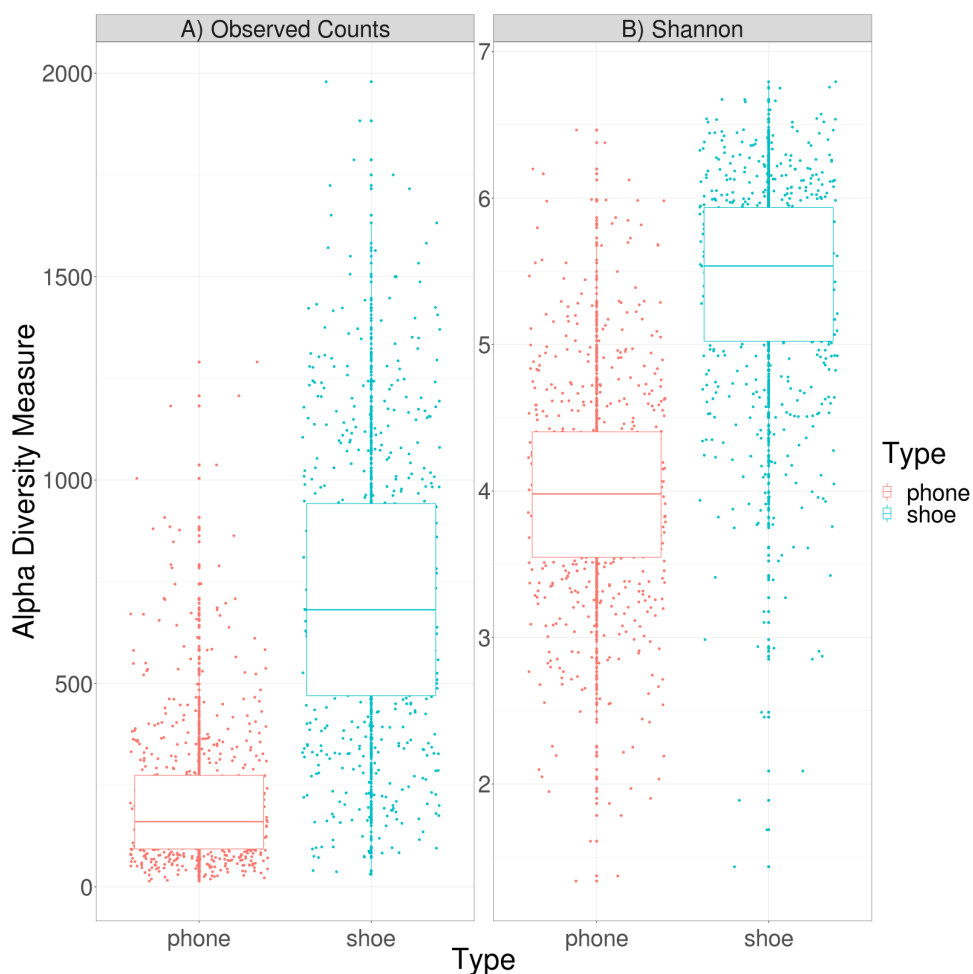 A) Observed Counts
B) Shannon
Alpha Diversity Measure
2000
1500
1000
500
0
7
6
5
4
3
2
phone
shoe
phone
shoe
Type
Type
phone
shoe